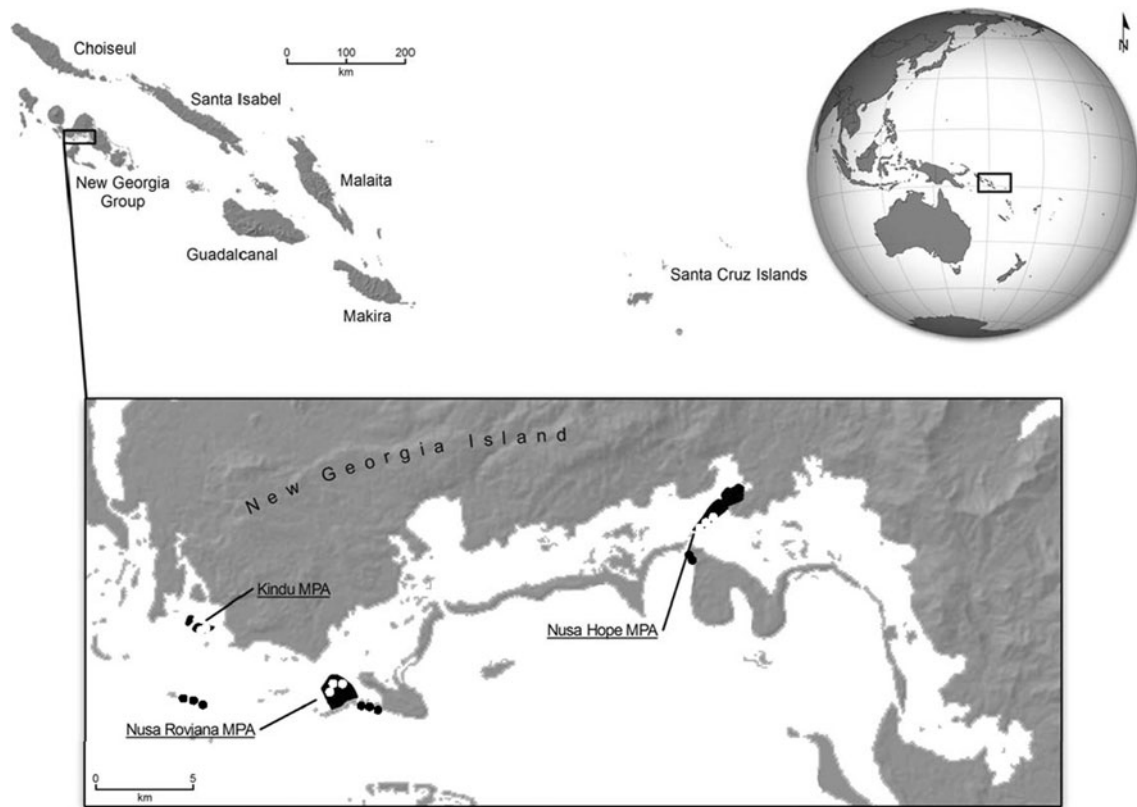 Choiseul
0 100 200
km
Santa Isabel
N
New Georgia
Group
Malaita
Guadalcanal
Makira
Santa Cruz Islands
New Georgia Island
Kindu MPA
Nusa Hope MPA
Nusa Roviana MPA
0 5
km